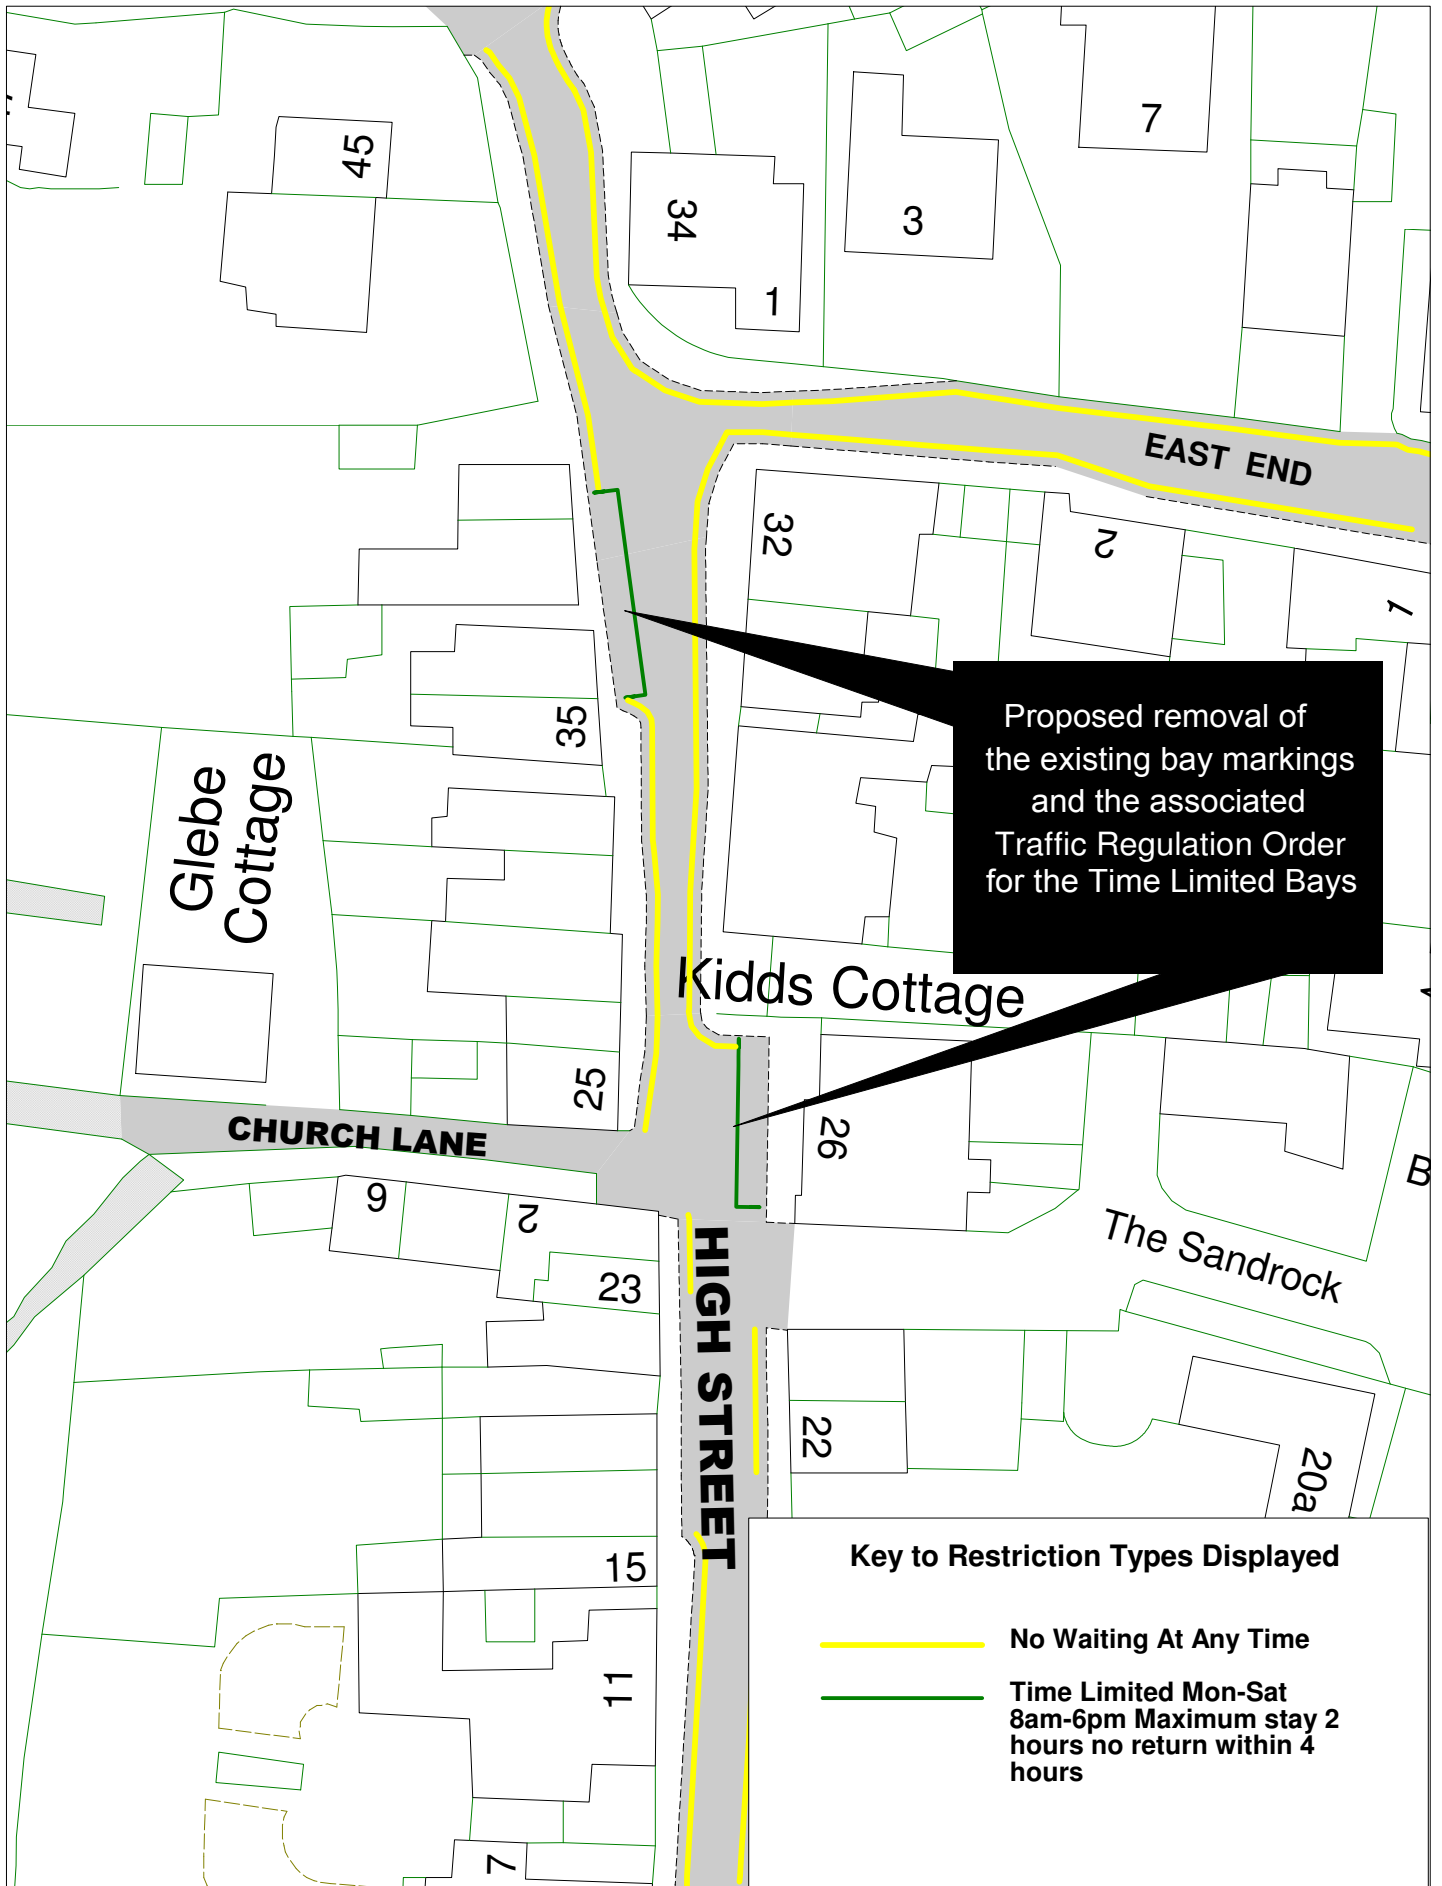 45
34
1
3
7
EAST END
32
2
1
35
Glebe
Cottage
Proposed removal of
the existing bay markings
and the associated
Traffic Regulation Order
for the Time Limited Bays
Kidds Cottage
25
26
CHURCH LANE
9
2
23
The Sandrock
B
HIGH STREET
22
20a
15
11
7
Key to Restriction Types Displayed
No Waiting At Any Time
Time Limited Mon-Sat
8am-6pm Maximum stay 2
hours no return within 4
hours